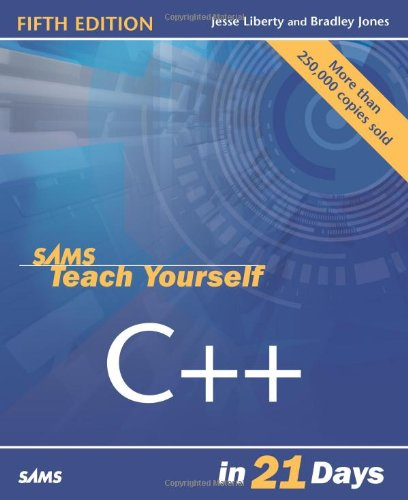 FIFTH EDITION
Jesse Liberty and Bradley Jones
More than
250,000 copies sold
SAMS
Teach Yourself
C++
SAMS
in 21 Days